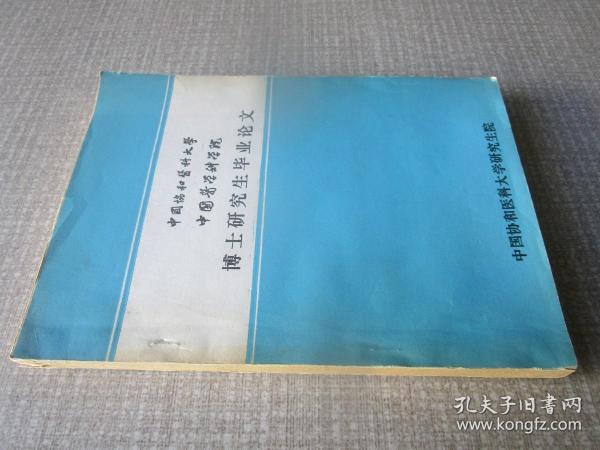 中国协和医科大学
中国医学科学院
博士研究生毕业论文
中国协和医科大学研究生院
孔夫子旧书网
www.kongfz.com